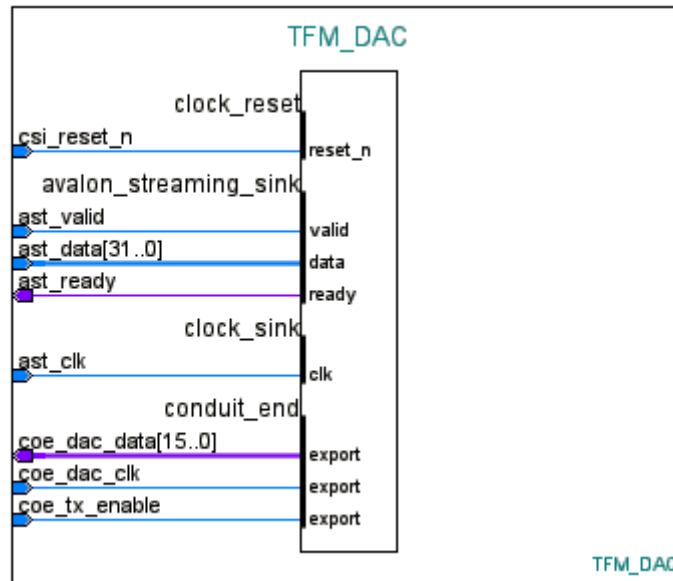 TFM_DAC
clock_reset
csi_reset_n
reset_n
avalon_streaming_sink
ast_valid
valid
ast_data[31..0]
data
ast_ready
ready
clock_sink
ast_clk
clk
conduit_end
coe_dac_data[15..0]
export
coe_dac_clk
export
coe_tx_enable
export
TFM_DAC